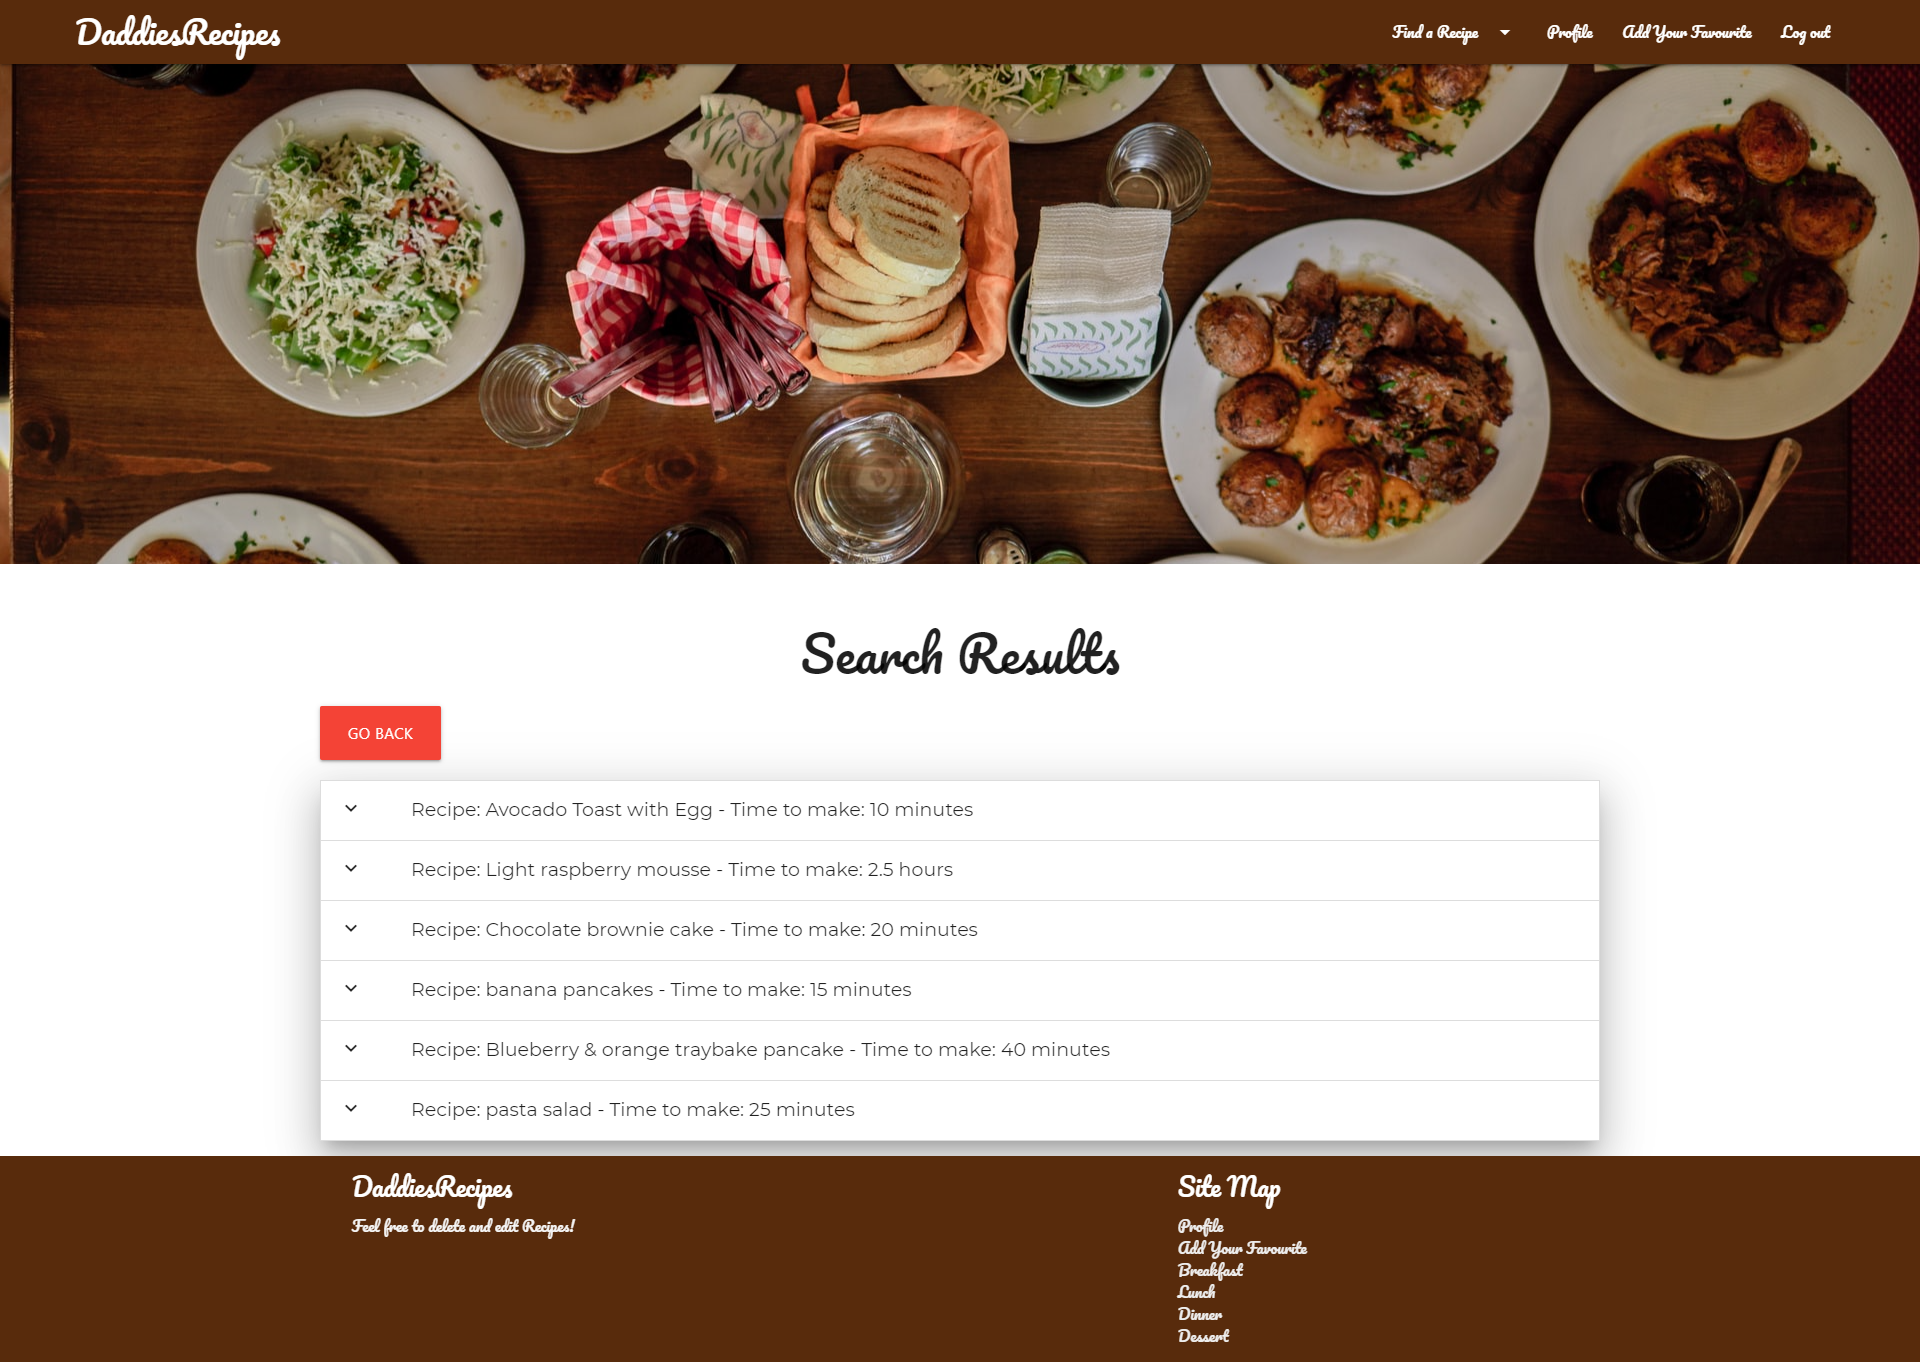 DaddiesRecipes
Find a Recipe Profile Add Your Favourite Log out
Search Results
GO BACK
Recipe: Avocado Toast with Egg - Time to make: 10 minutes
Recipe: Light raspberry mousse - Time to make: 2.5 hours
Recipe: Chocolate brownie cake - Time to make: 20 minutes
Recipe: banana pancakes - Time to make: 15 minutes
Recipe: Blueberry & orange traybake pancake - Time to make: 40 minutes
Recipe: pasta salad - Time to make: 25 minutes
DaddiesRecipes
Feel free to delete and edit Recipes!
Site Map
Profile
Add Your Favourite
Breakfast
Lunch
Dinner
Dessert